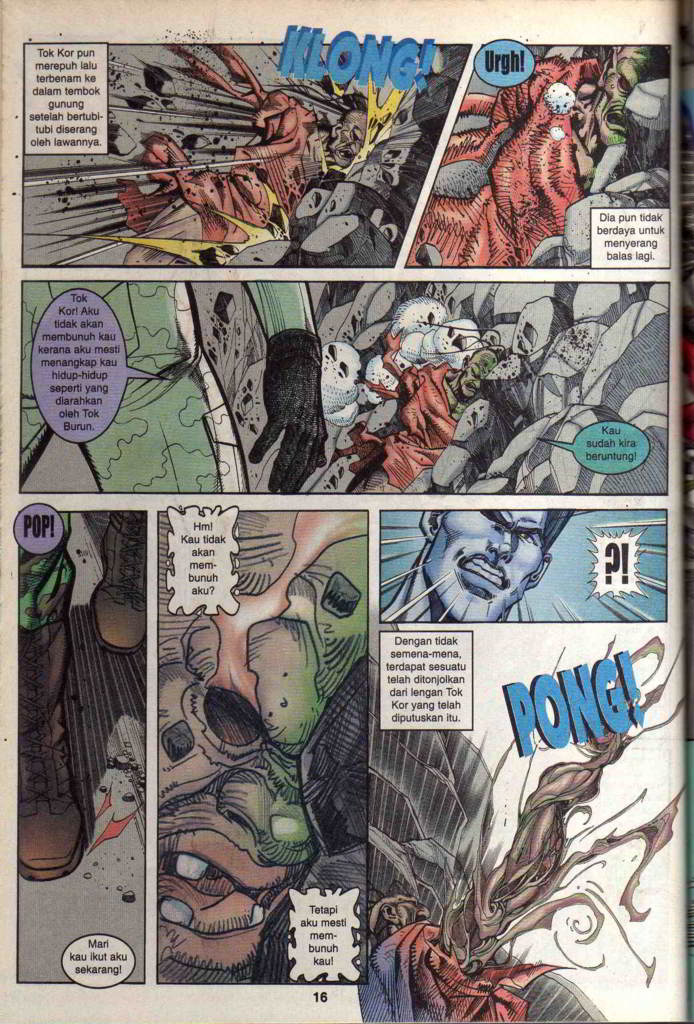 Tok Kor pun
merepuh lalu
terbenam ke
dalam tembok
gunung
setelah bertubi-
tubi diserang
oleh lawannya.
KLONG!
Urgh!
Dia pun tidak
berdaya untuk
menyerang
balas lagi.
Tok
Kor! Aku
tidak akan
membunuh kau
kerana aku mesti
menangkap kau
hidup-hidup
seperti yang
diarahkan
oleh Tok
Burun.
Kau
sudah kira
beruntung!
POP!
Mari
kau ikut aku
sekarang!
Hm!
Kau tidak
akan
mem-
bunuh
aku?
Tetapi
aku mesti
mem-
bunuh
kau!
?!
Dengan tidak
semena-mena,
terdapat sesuatu
telah ditonjolkan
dari lengan Tok
Kor yang telah
diputuskan itu.
PONG!
16